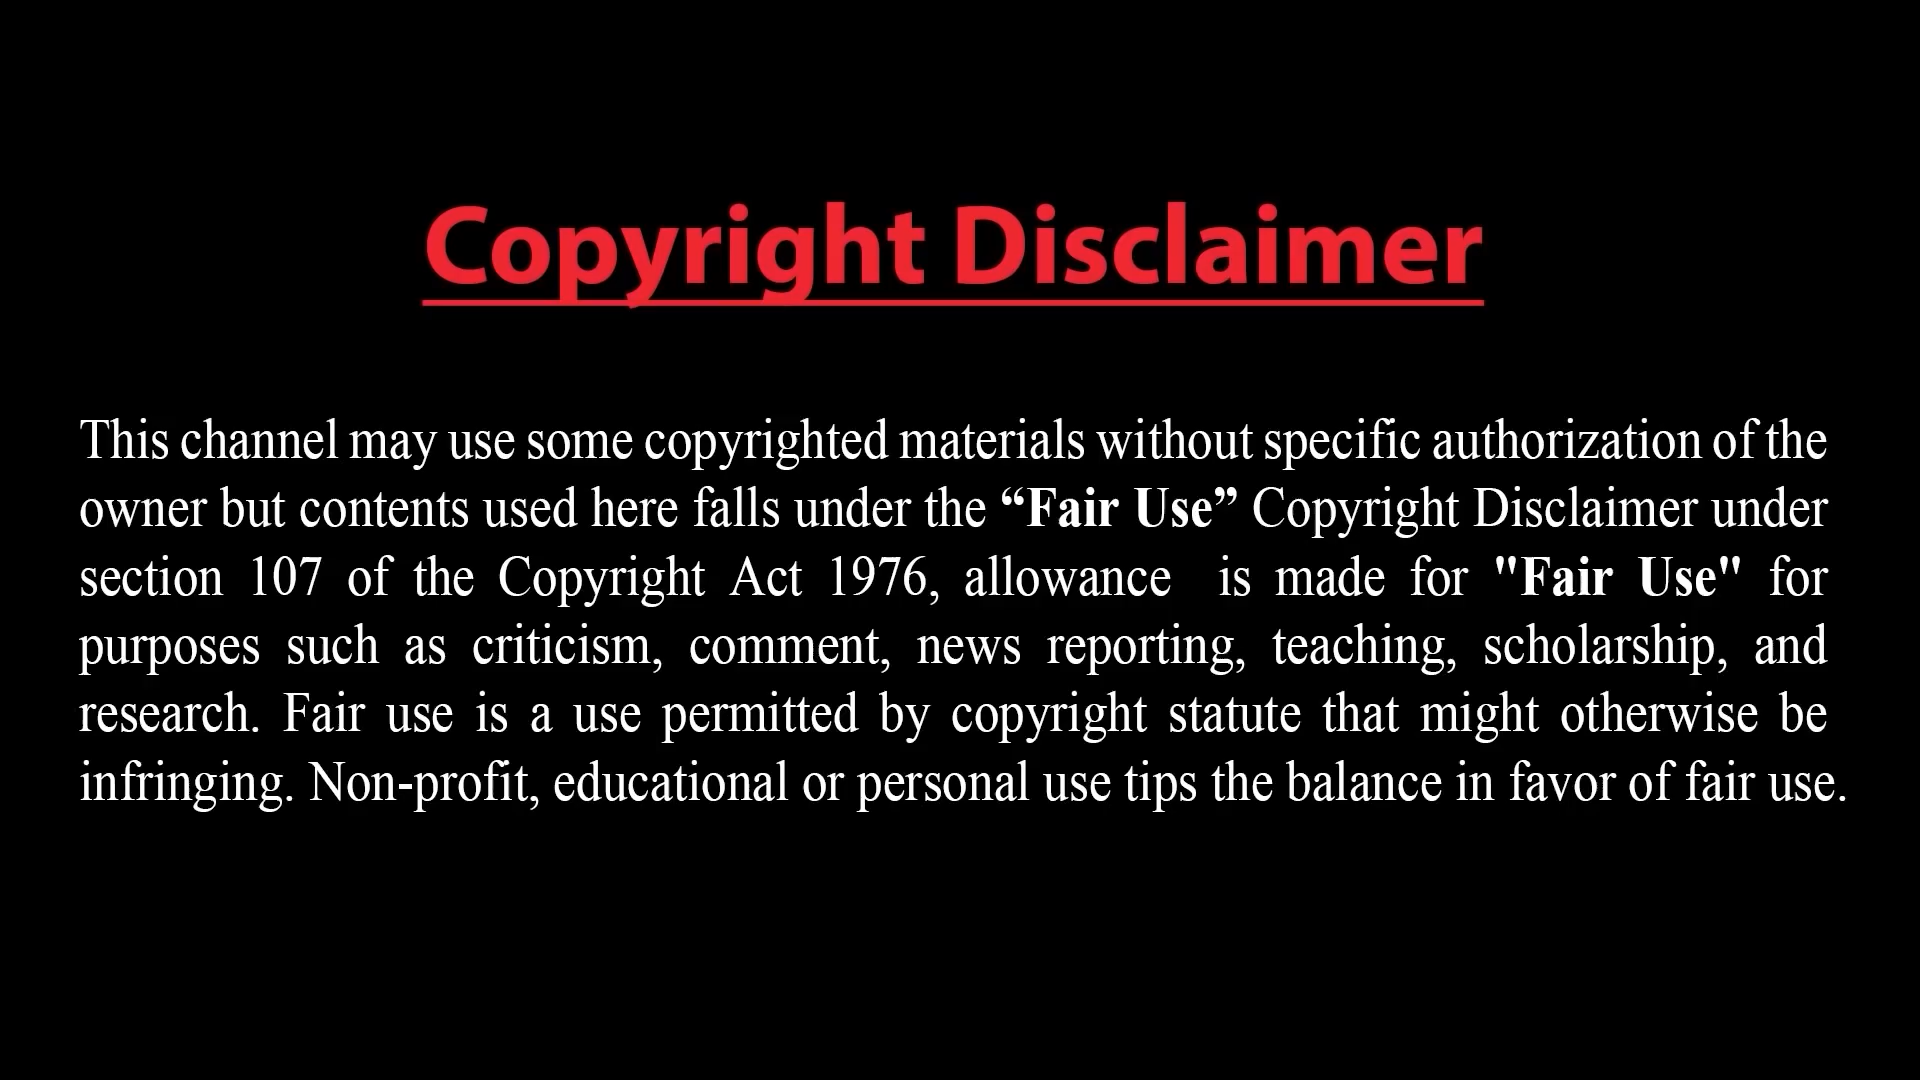 Copyright Disclaimer
This channel may use some copyrighted materials without specific authorization of the
owner but contents used here falls under the “Fair Use” Copyright Disclaimer under
section 107 of the Copyright Act 1976, allowance is made for "Fair Use" for
purposes such as criticism, comment, news reporting, teaching, scholarship, and
research. Fair use is a use permitted by copyright statute that might otherwise be
infringing. Non-profit, educational or personal use tips the balance in favor of fair use.